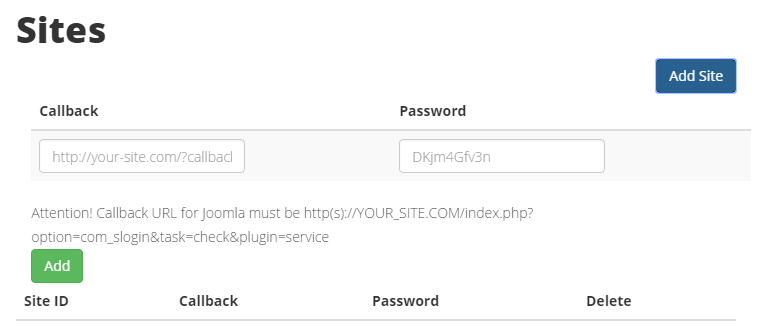 Sites
Add Site
Callback Password
http://your-site.com/?callbacl DKjm4Gfv3n
Attention! Callback URL for Joomla must be http(s)://YOUR_SITE.COM/index.php?
option=com_slogin&task=check&plugin=service
Add
Site ID Callback Password Delete